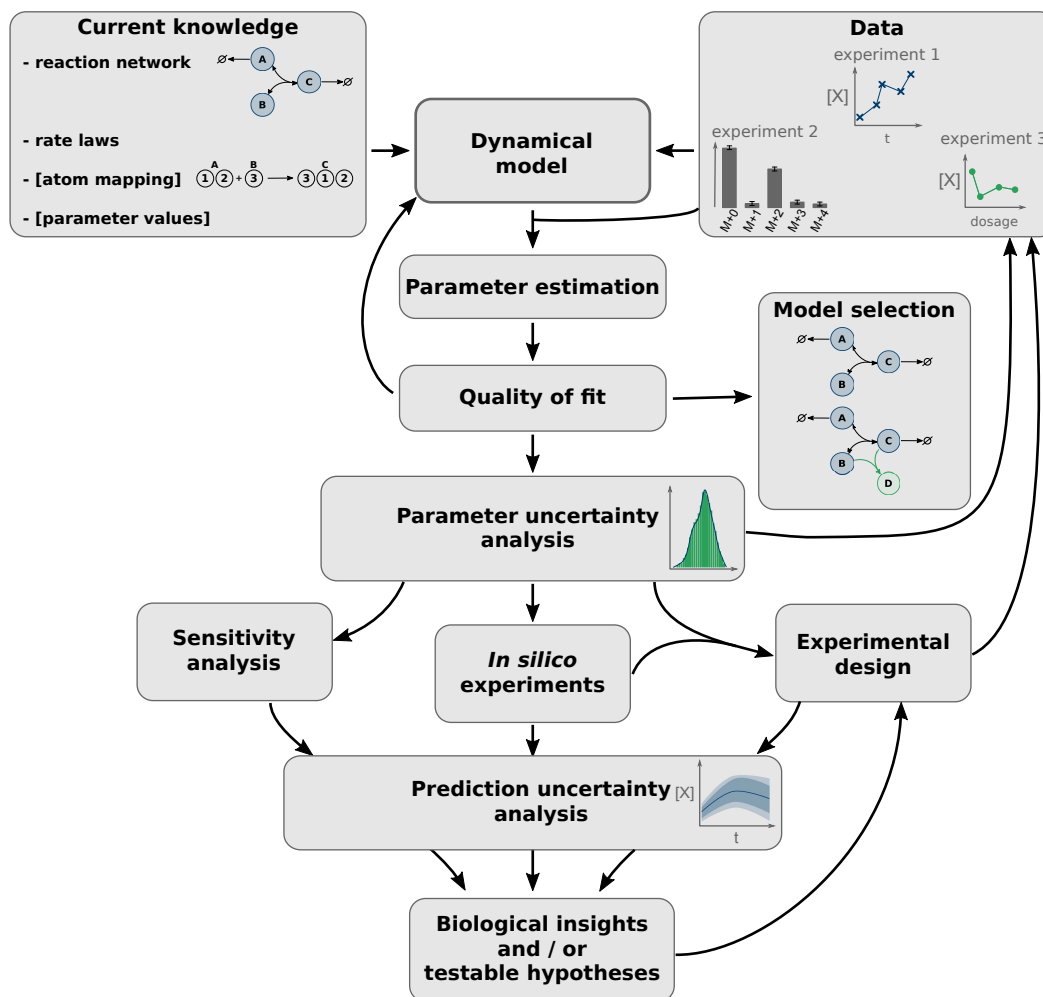 Current knowledge
- reaction network
∅
A
C
∅
B
- rate laws
- [atom mapping]
A
B
C
1 2 + 3
3 1 2
- [parameter values]
Dynamical
model
Data
experiment 1
[X]
t
experiment 2
M+0
M+1
M+2
M+3
M+4
experiment 3
[X]
dosage
Parameter estimation
Quality of fit
Model selection
∅
A
C
∅
B
∅
A
C
∅
B
D
Parameter uncertainty
analysis
Sensitivity
analysis
In silico
experiments
Experimental
design
Prediction uncertainty
analysis
[X]
t
Biological insights
and / or
testable hypotheses